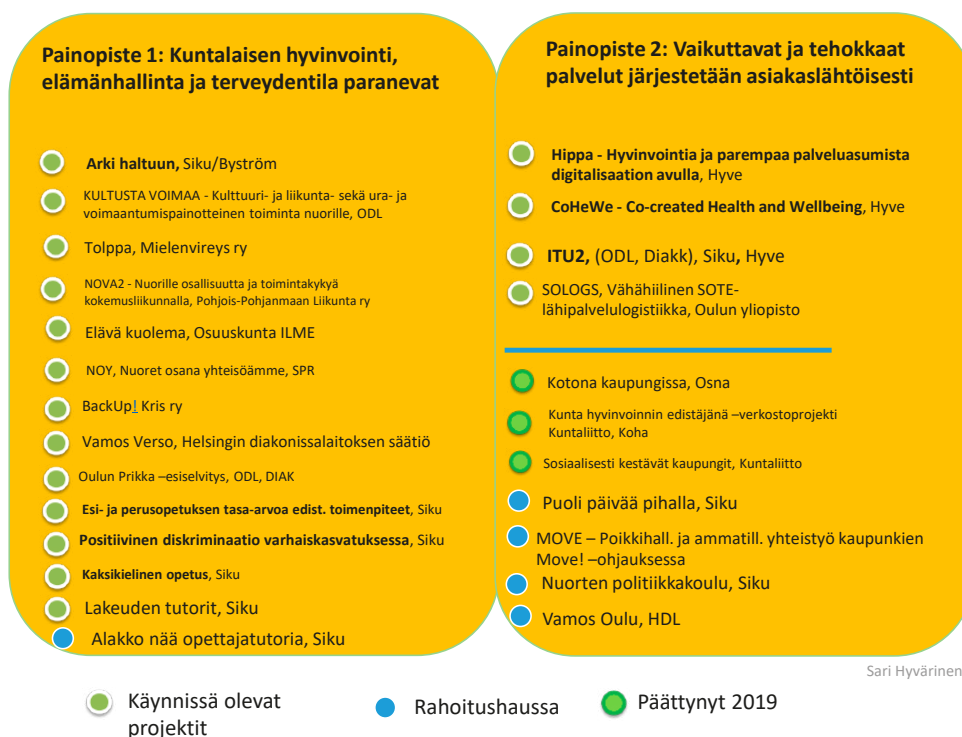 Painopiste 1: Kuntalaisen hyvinvointi,
elämänhallinta ja terveydentila paranevat
Arki haltuun, Siku/Byström
KULTUSTA VOIMAA - Kulttuuri- ja liikunta- sekä ura- ja
voimaantumispainotteinen toiminta nuorille, ODL
Tolppa, Mielenvireys ry
NOVA2 - Nuorille osallisuutta ja toimintakykyä
kokemusliikunnalla, Pohjois-Pohjanmaan Liikunta ry
Elävä kuolema, Osuuskunta ILME
NOY, Nuoret osana yhteisöämme, SPR
BackUp! Kris ry
Vamos Verso, Helsingin diakonissalaitoksen säätiö
Oulun Prikka –esiselvitys, ODL, DIAK
Esi- ja perusopetuksen tasa-arvoa edist. toimenpiteet, Siku
Positiivinen diskriminaatio varhaiskasvatuksessa, Siku
Kaksikielinen opetus, Siku
Lakeuden tutorit, Siku
Alakko nää opettajatutoria, Siku
Painopiste 2: Vaikuttavat ja tehokkaat
palvelut järjestetään asiakaslähtöisesti
Hippa - Hyvinvointia ja parempaa palveluasumista
digitalisaation avulla, Hyve
CoHeWe - Co-created Health and Wellbeing, Hyve
ITU2, (ODL, Diakk), Siku, Hyve
SOLOGS, Vähähiilinen SOTE-
lähipalvelulogistiikka, Oulun yliopisto
Kotona kaupungissa, Osna
Kunta hyvinvoinnin edistäjänä –verkostoprojekti
Kuntaliitto, Koha
Sosiaalisesti kestävät kaupungit, Kuntaliitto
Puoli päivää pihalla, Siku
MOVE – Poikkihall. ja ammatill. yhteistyö kaupunkien
Move! –ohjauksessa
Nuorten politiikkakoulu, Siku
Vamos Oulu, HDL
Sari Hyvärinen
Käynnissä olevat
projektit
Rahoitushaussa
Päättynyt 2019